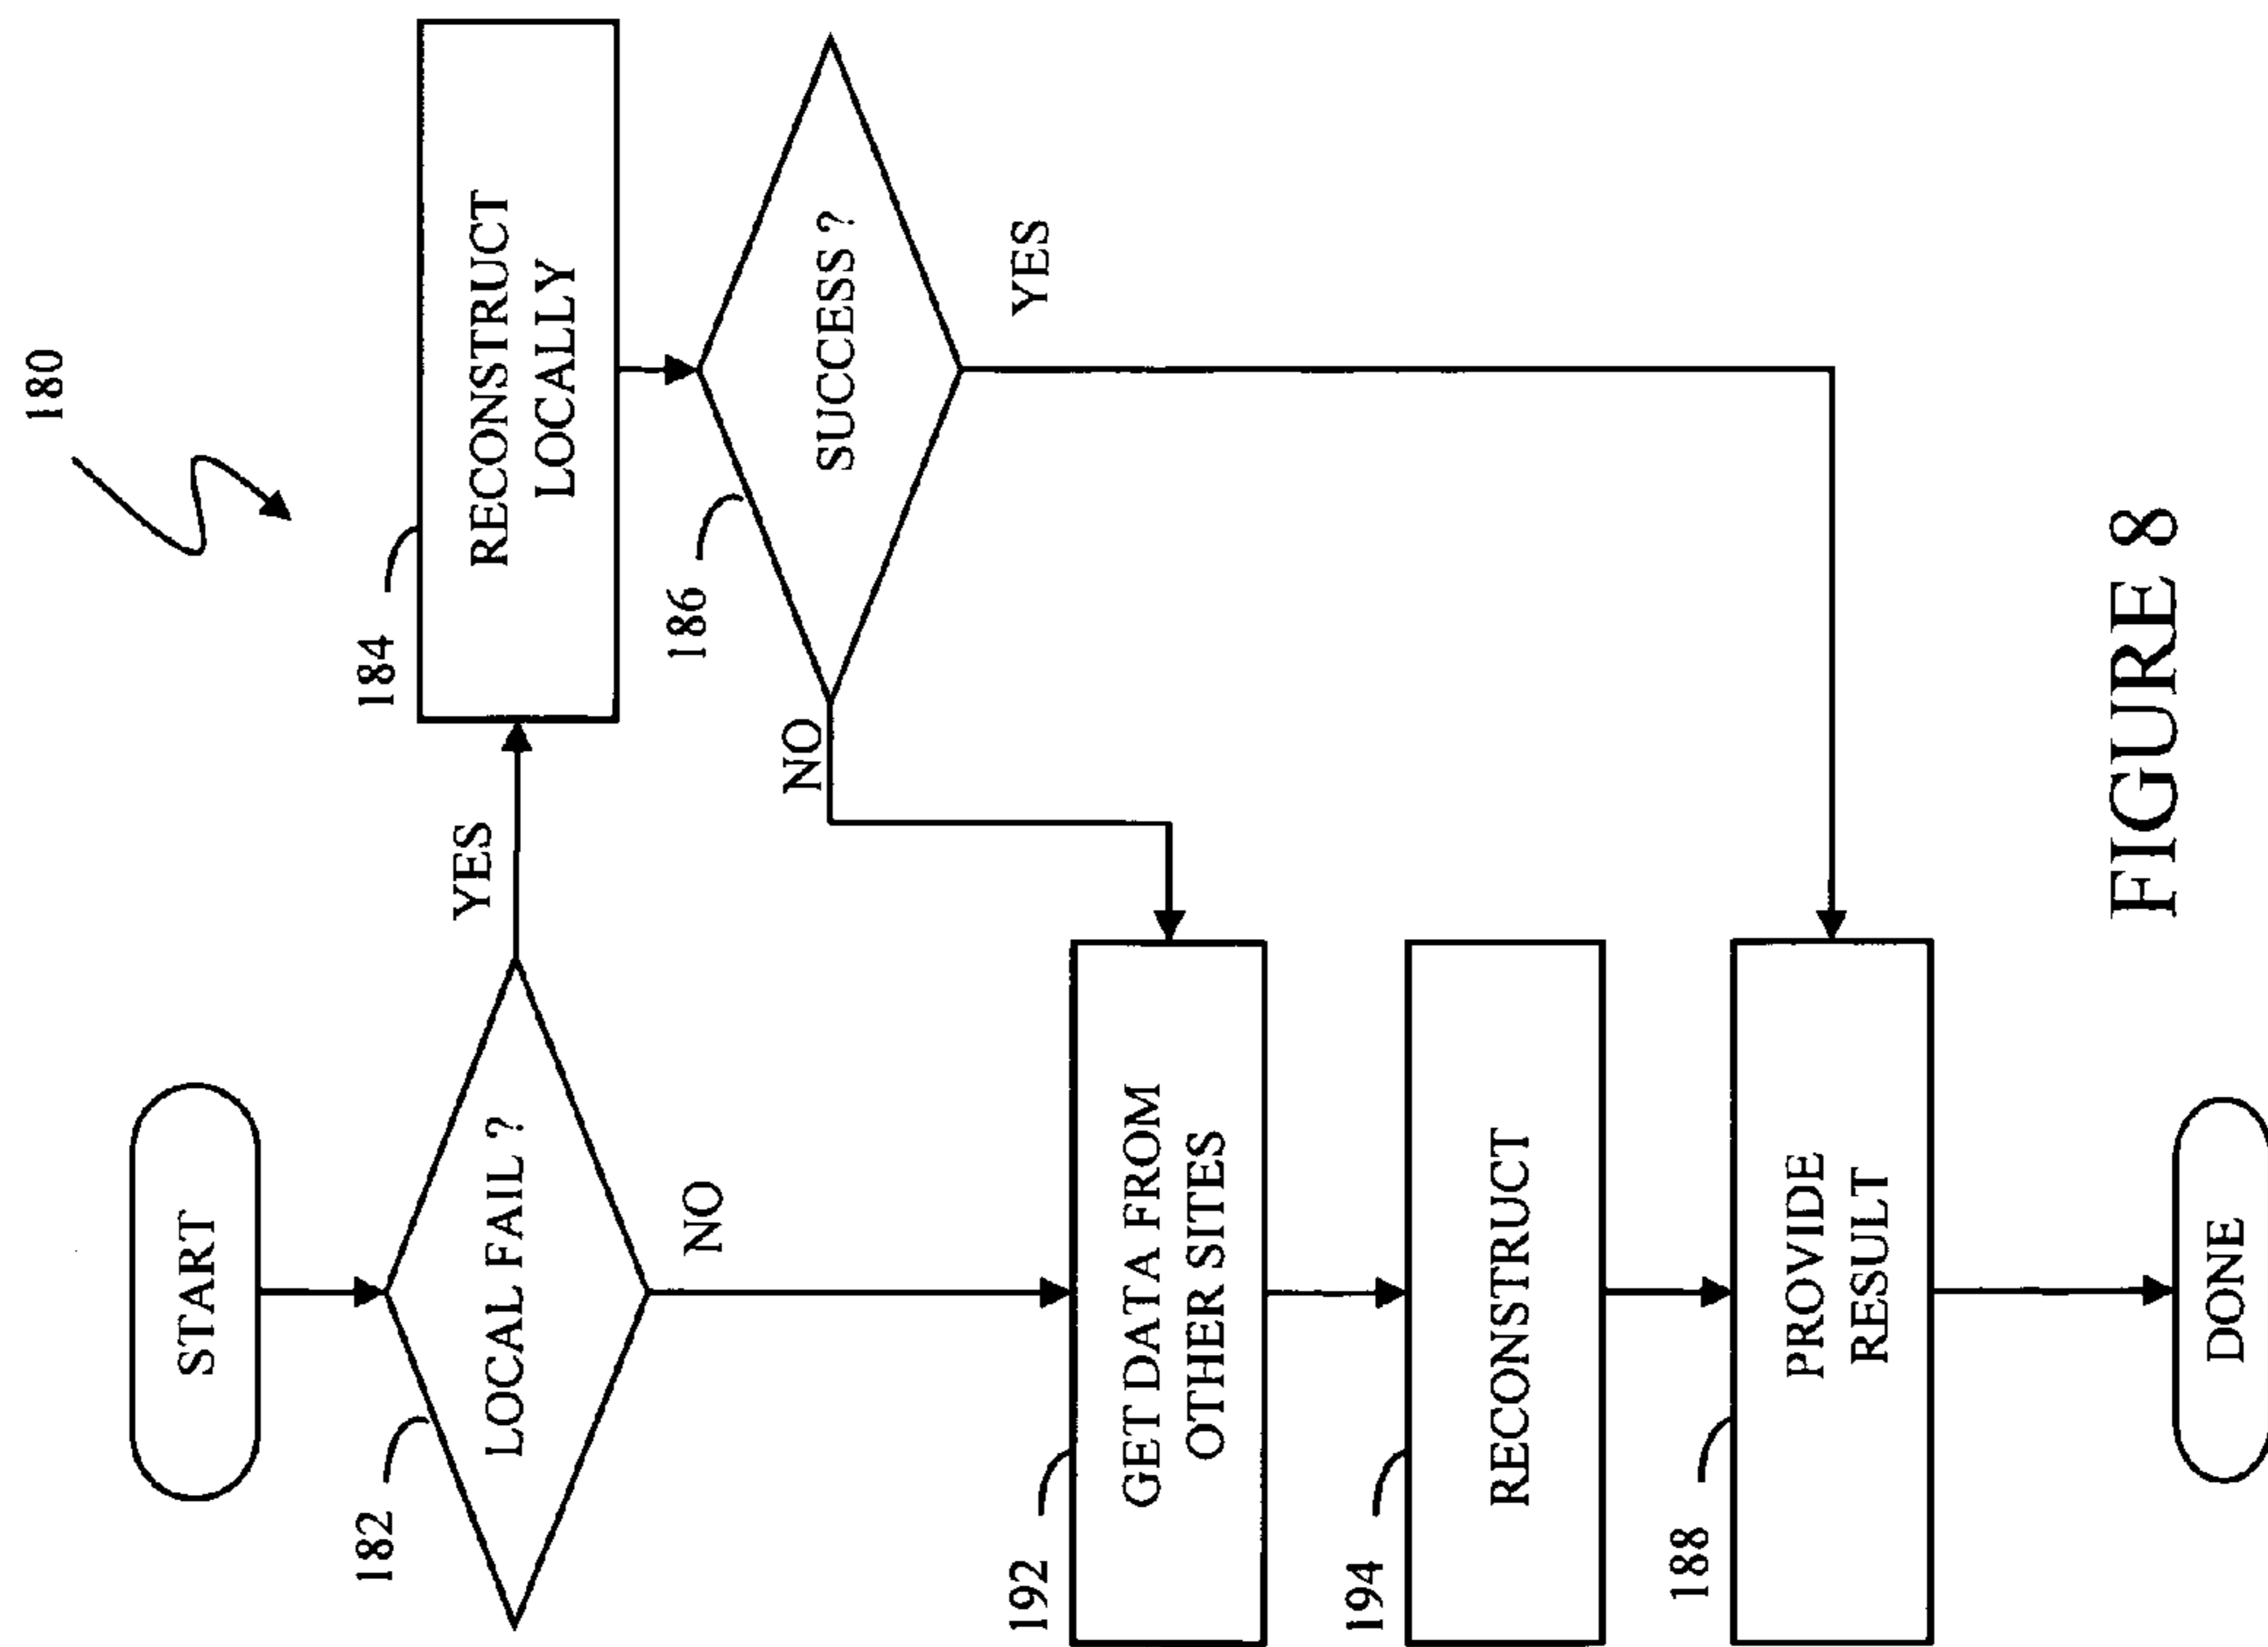 180
START
182
LOCAL FAIL ?
YES
NO
184
RECONSTRUCT
LOCALLY
186
SUCCESS ?
NO
YES
192
GET DATA FROM
OTHER SITES
194
RECONSTRUCT
188
PROVIDE
RESULT
DONE
FIGURE 8